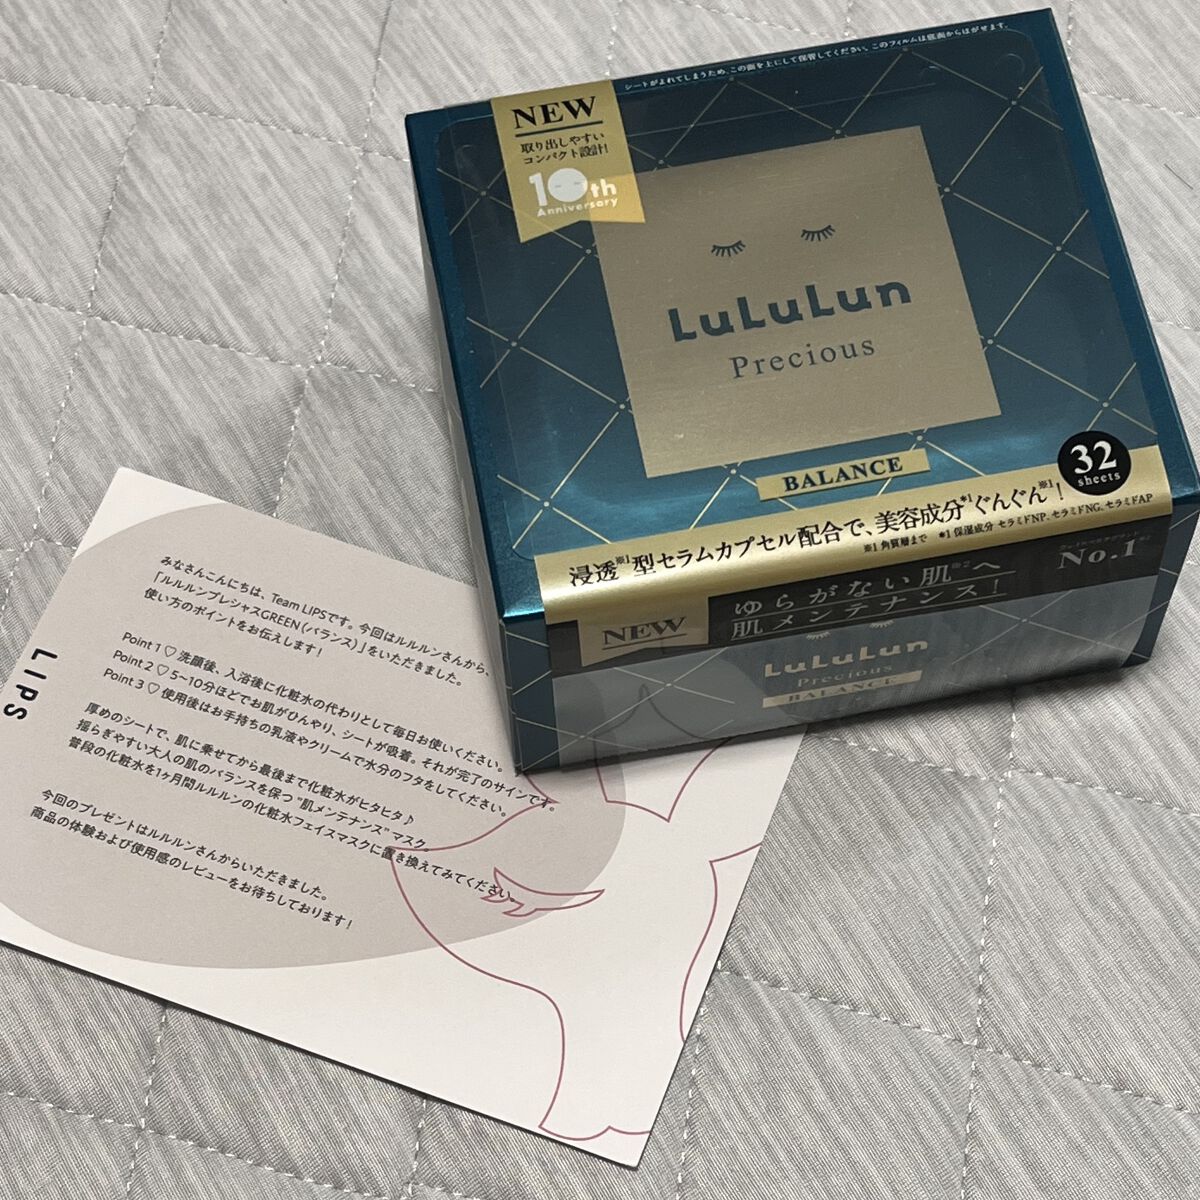 シートがよれてしまうため、この面を上にして保管してください。このフィルムは底面からはがせます。
NEW
取り出しやすい
コンパクト設計!
10th
Anniversary
LuLuLun
Precious
BALANCE
32
sheets
浸透※1型セラムカプセル配合で、美容成分*1ぐんぐん※1!
※1 角質層まで *1 保湿成分 セラミドNP、セラミドNG、セラミドAP
NEW
ゆらがない肌※2へ
肌メンテナンス!
No.1
LuLuLun
Precious
BALANCE
LIPS
みなさんこんにちは、Team LIPSです。今回はルルルンさんから、
「ルルルンプレシャスGREEN(バランス)」をいただきました。
使い方のポイントをお伝えします!
Point 1♡洗顔後、入浴後に化粧水の代わりとして毎日お使いください。
Point 2♡5~10分ほどでお肌がひんやり、シートが吸着。それが完了のサインです。
Point 3♡使用後はお手持ちの乳液やクリームで水分のフタをしてください。
厚めのシートで、肌に乗せてから最後まで化粧水がヒタヒタ♪
揺らぎやすい大人の肌のバランスを保つ"肌メンテナンス"マスク。
普段の化粧水を1ヶ月間ルルルンの化粧水フェイスマスクに置き換えてみてください。
今回のプレゼントはルルルンさんからいただきました。
商品の体験および使用感のレビューをお待ちしております!